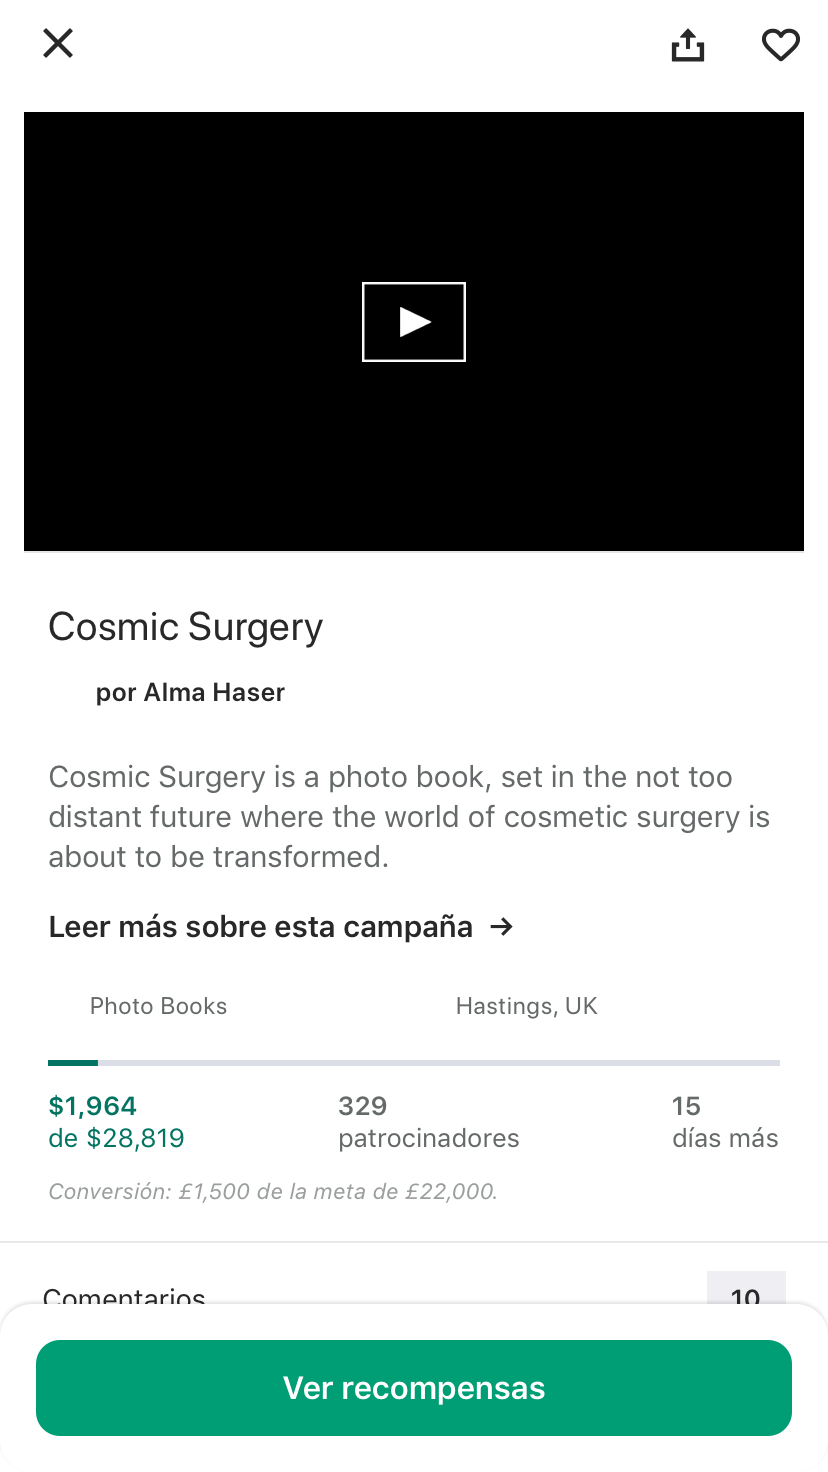 Cosmic Surgery
por Alma Haser
Cosmic Surgery is a photo book, set in the not too
distant future where the world of cosmetic surgery is
about to be transformed.
Leer más sobre esta campaña →
Photo Books
Hastings, UK
$1,964
de $28,819
329
patrocinadores
15
días más
Conversión: £1,500 de la meta de £22,000.
Comentarios
10
Ver recompensas